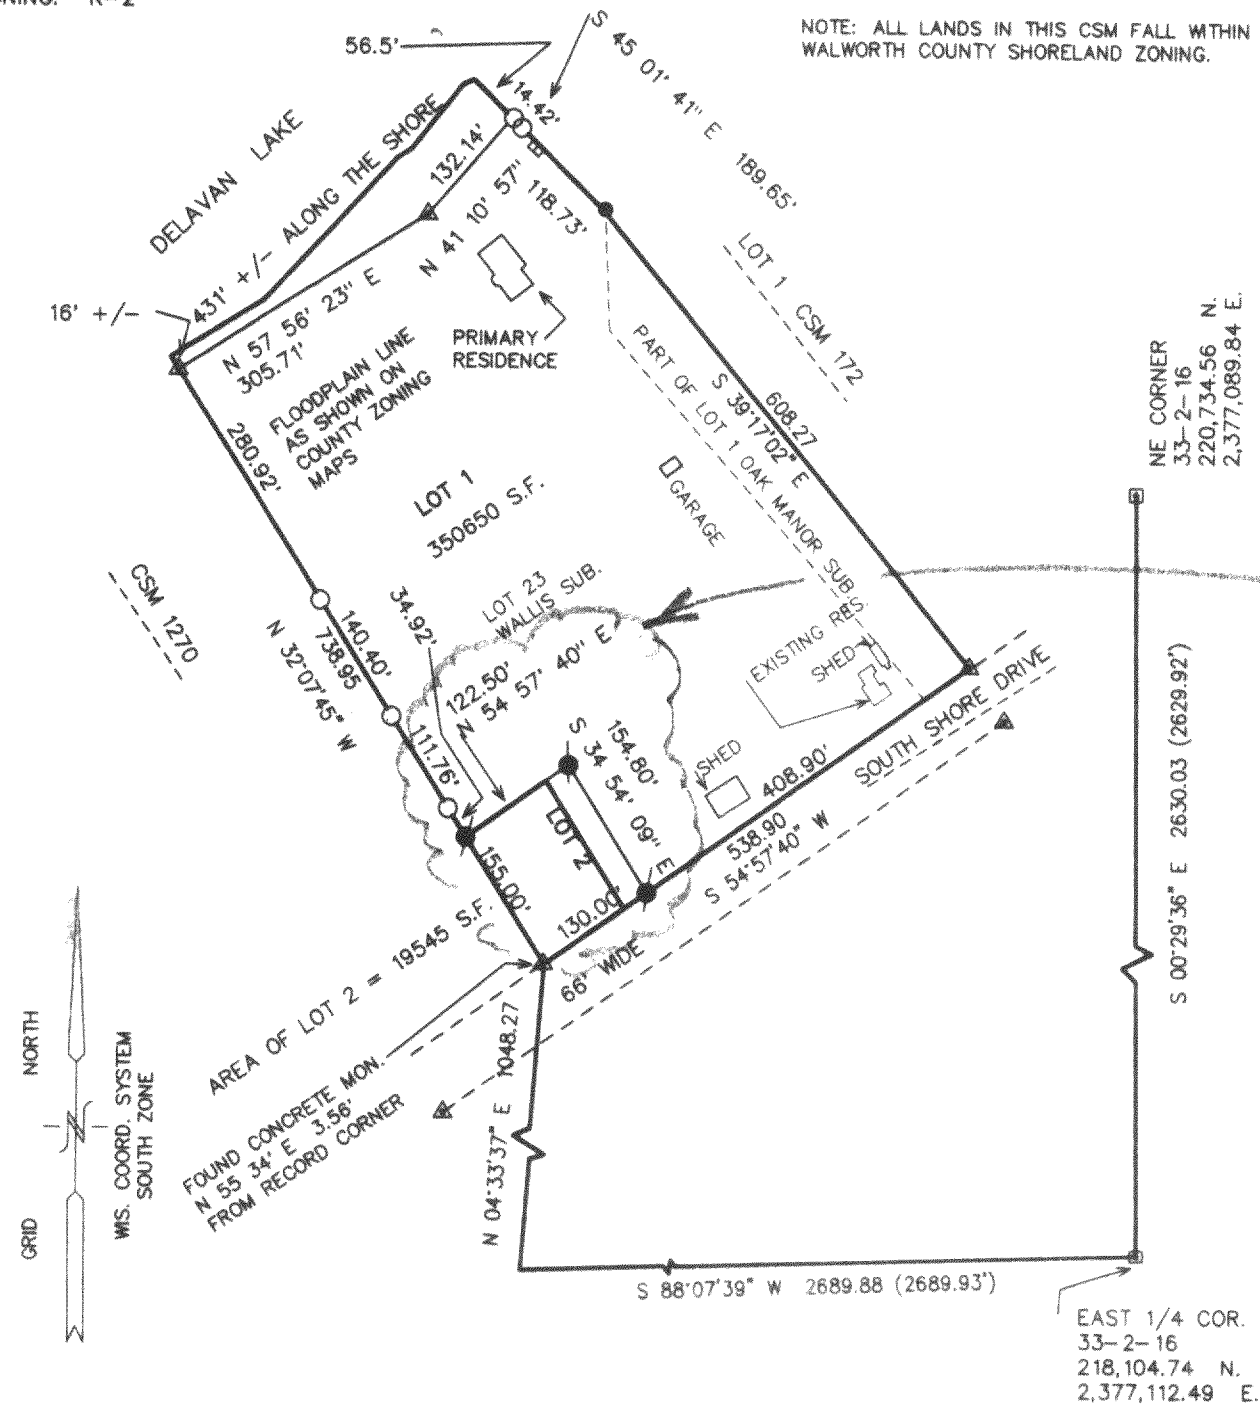 R-2
NOTE: ALL LANDS IN THIS CSM FALL WITHIN
WALWORTH COUNTY SHORELAND ZONING.
56.5'
S 45 01' 41" E 189.65'
14.42'
DELAVAN LAKE
431' +/- ALONG THE SHORE
132.14'
N 41 10' 57"
118.73'
16' +/-
N 57 56' 23" E
305.71'
PRIMARY
RESIDENCE
LOT 1 CSM 172
FLOODPLAIN LINE
AS SHOWN ON
COUNTY ZONING
MAPS
PART OF LOT 1 OAK MANOR SUB.
S 39°17'02" E
608.27
NE CORNER
33-2-16
220,734.56 N.
2,377,089.84 E.
280.92'
LOT 1
350650 S.F.
GARAGE
CSM 1270
140.40'
738.95
N 32°07'45" W
34.92'
LOT 23
WALLIS SUB.
122.50'
N 54 57' 40" E
EXISTING RES.
SHED
111.76'
154.80'
S 34 54' 09" E
SHED
408.90'
SOUTH SHORE DRIVE
538.90
S 54°57'40" W
LOT 2
155.00'
130.00'
66' WIDE
AREA OF LOT 2 = 19545 S.F.
S 00°29'36" E 2630.03 (2629.92')
FOUND CONCRETE MON.
N 55 34' E 3.56'
FROM RECORD CORNER
N 04°33'37" E 1048.27
GRID NORTH
N
WIS. COORD. SYSTEM
SOUTH ZONE
S 88°07'39" W 2689.88 (2689.93')
EAST 1/4 COR.
33-2-16
218,104.74 N.
2,377,112.49 E.